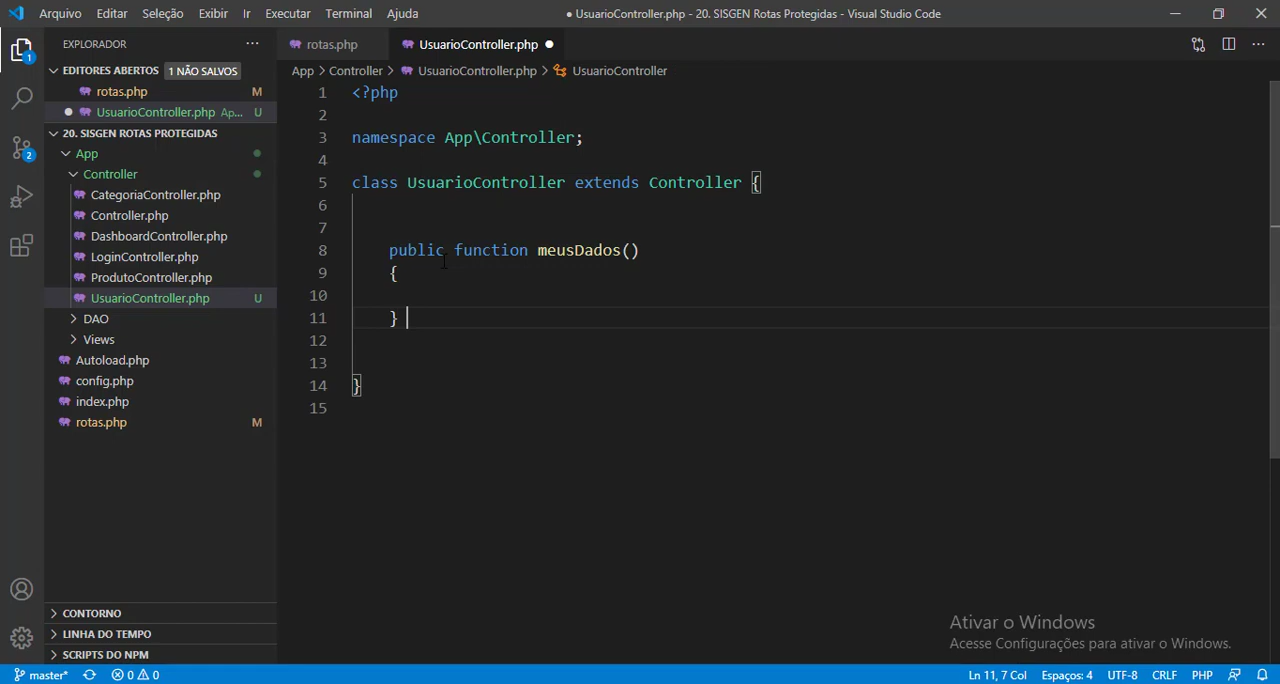 Arquivo Editar Seleção Exibir Ir Executar Terminal Ajuda
● UsuarioController.php - 20. SISGEN Rotas Protegidas - Visual Studio Code
EXPLORADOR
rotas.php
UsuarioController.php
EDITORES ABERTOS 1 NÃO SALVOS
App > Controller > UsuarioController.php > UsuarioController
rotas.php M
UsuarioController.php Ap... U
20. SISGEN ROTAS PROTEGIDAS
App
Controller
CategoriaController.php
Controller.php
DashboardController.php
LoginController.php
ProdutoController.php
UsuarioController.php U
DAO
Views
Autoload.php
config.php
index.php
rotas.php M
CONTORNO
LINHA DO TEMPO
SCRIPTS DO NPM
1 <?php
2
3 namespace App\Controller;
4
5 class UsuarioController extends Controller {
6
7
8 public function meusDados()
9 {
10
11 }
12
13
14 }
15
1
2
Ativar o Windows
Acesse Configurações para ativar o Windows.
master* 0 0 Ln 11, 7 Col Espaços: 4 UTF-8 CRLF PHP